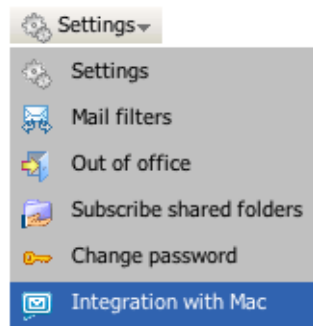 Settings
Settings
Mail filters
Out of office
Subscribe shared folders
Change password
Integration with Mac